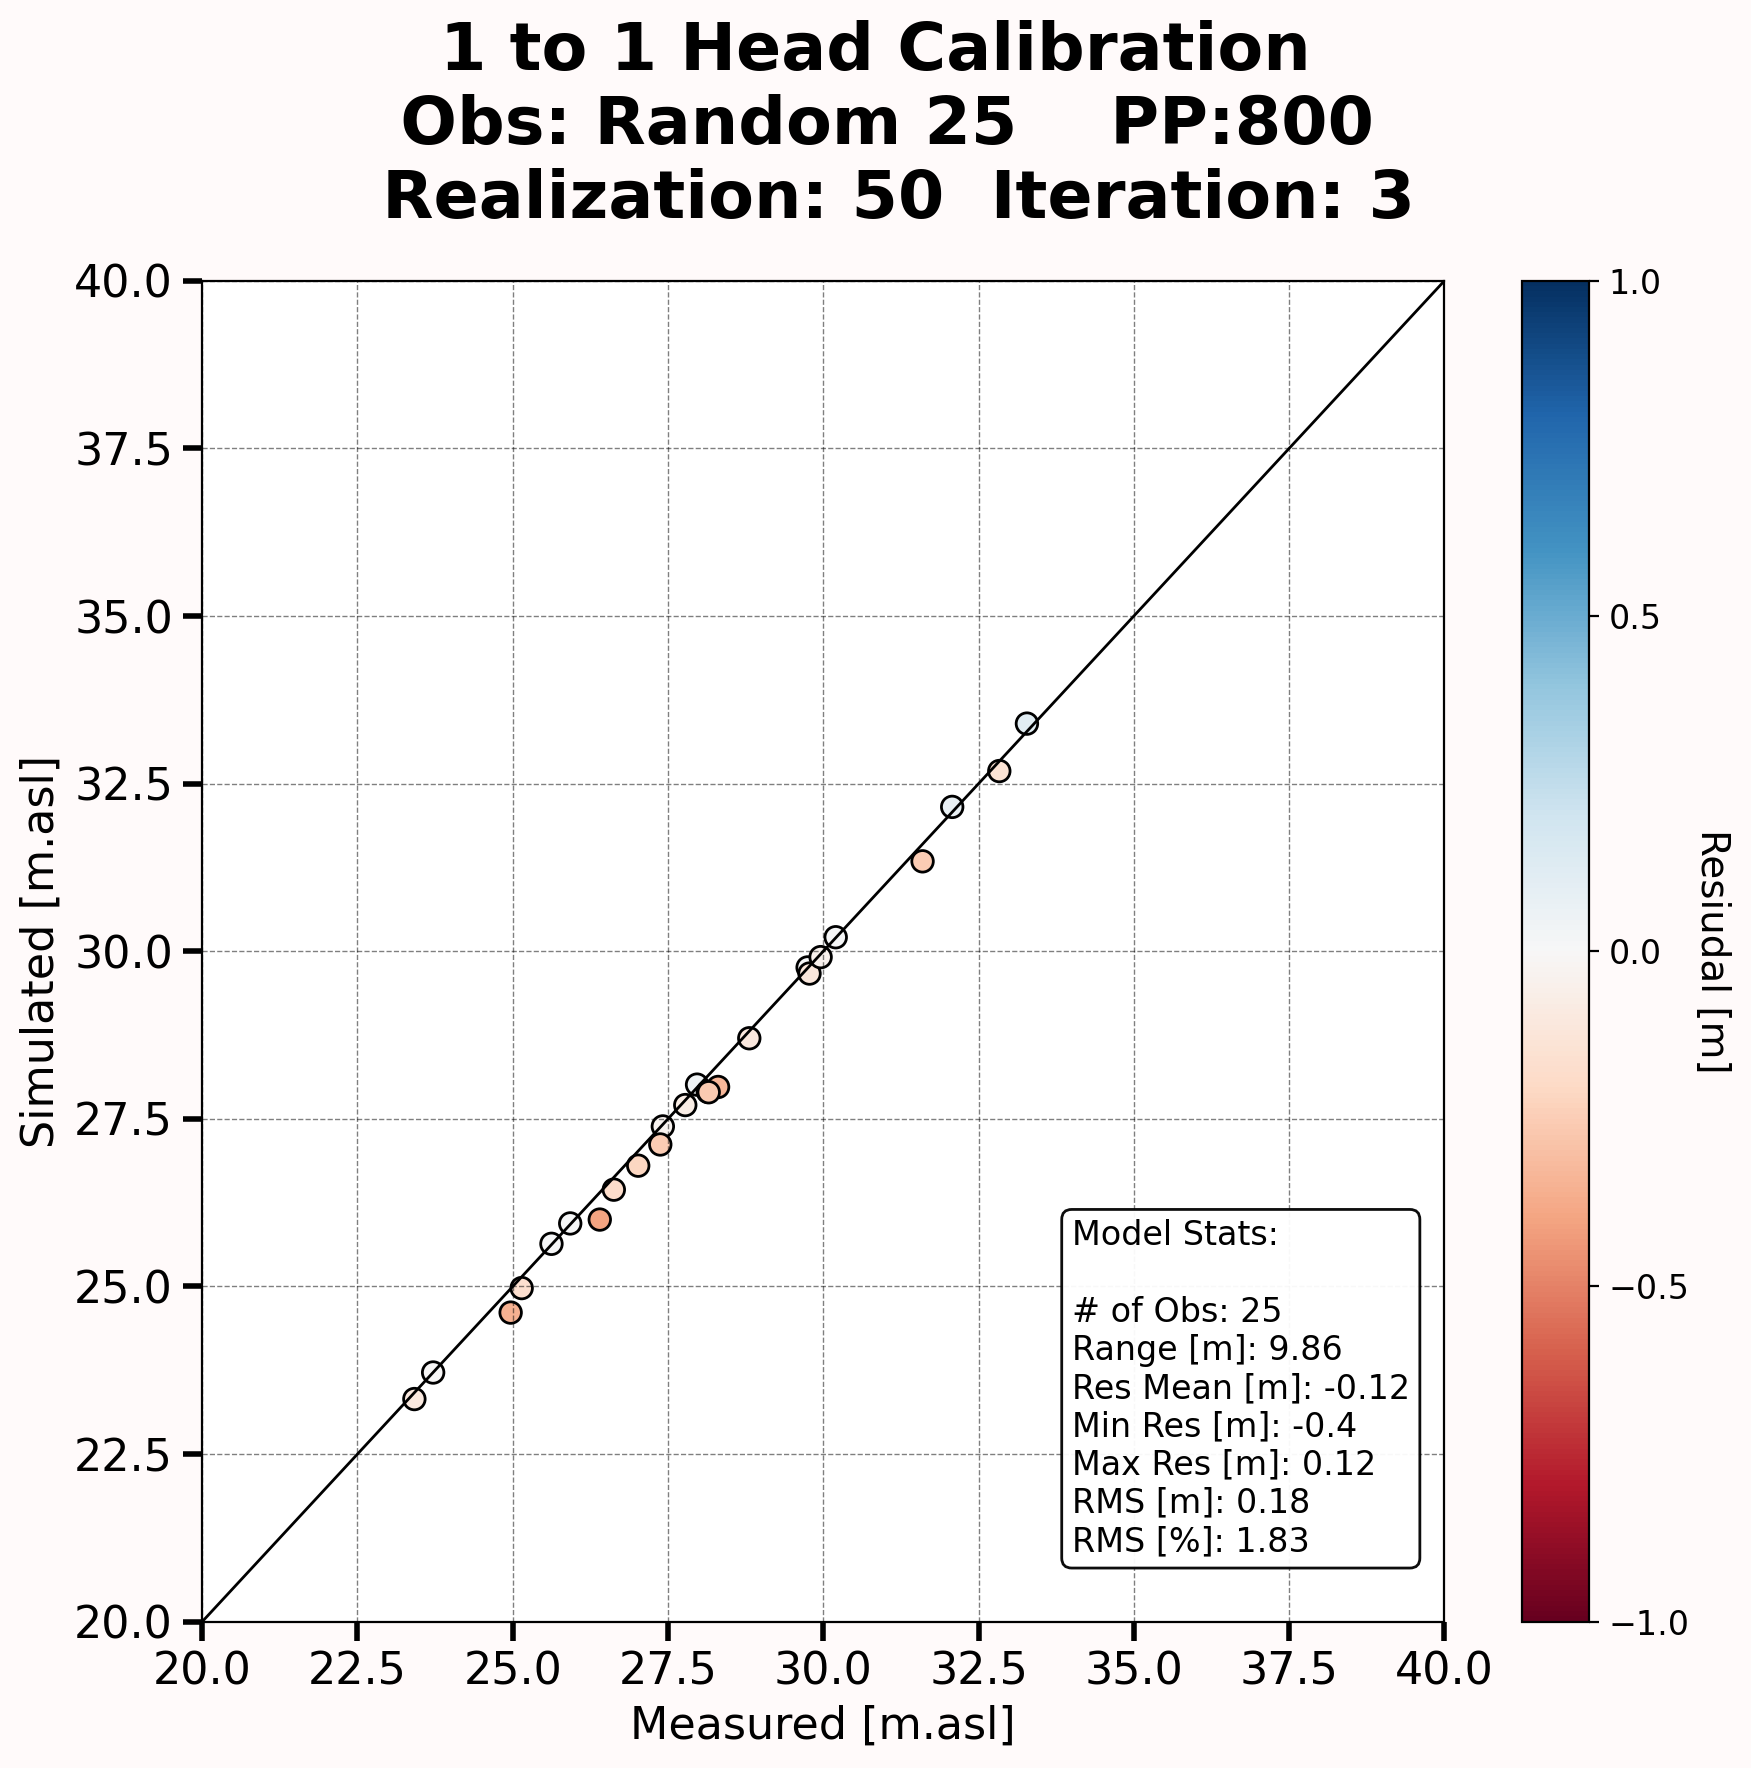 1 to 1 Head Calibration
Obs: Random 25    PP:800
Realization: 50  Iteration: 3
40.0
37.5
35.0
32.5
30.0
27.5
25.0
22.5
20.0
Simulated [m.asl]
20.0 22.5 25.0 27.5 30.0 32.5 35.0 37.5 40.0
Measured [m.asl]
Model Stats:
# of Obs: 25
Range [m]: 9.86
Res Mean [m]: -0.12
Min Res [m]: -0.4
Max Res [m]: 0.12
RMS [m]: 0.18
RMS [%]: 1.83
1.0
0.5
0.0
−0.5
−1.0
Resiudal [m]